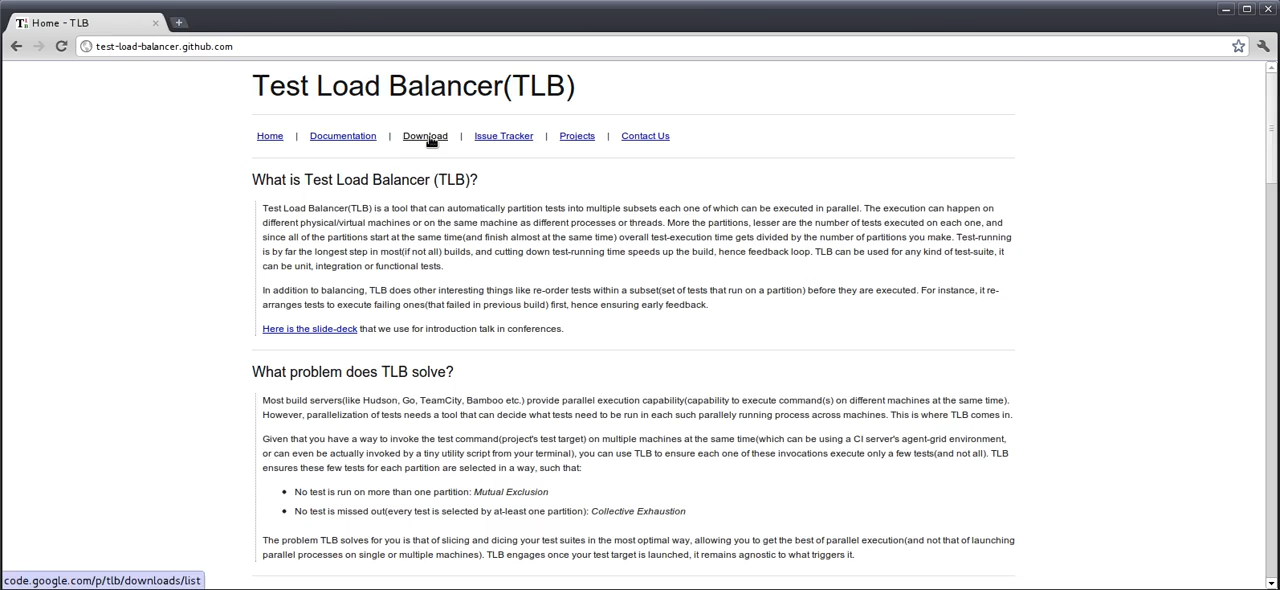 Home - TLB
test-load-balancer.github.com
Test Load Balancer(TLB)
Home | Documentation | Download | Issue Tracker | Projects | Contact Us
What is Test Load Balancer (TLB)?
Test Load Balancer(TLB) is a tool that can automatically partition tests into multiple subsets each one of which can be executed in parallel. The execution can happen on
different physical/virtual machines or on the same machine as different processes or threads. More the partitions, lesser are the number of tests executed on each one, and
since all of the partitions start at the same time(and finish almost at the same time) overall test-execution time gets divided by the number of partitions you make. Test-running
is by far the longest step in most(if not all) builds, and cutting down test-running time speeds up the build, hence feedback loop. TLB can be used for any kind of test-suite, it
can be unit, integration or functional tests.
In addition to balancing, TLB does other interesting things like re-order tests within a subset(set of tests that run on a partition) before they are executed. For instance, it re-
arranges tests to execute failing ones(that failed in previous build) first, hence ensuring early feedback.
Here is the slide-deck that we use for introduction talk in conferences.
What problem does TLB solve?
Most build servers(like Hudson, Go, TeamCity, Bamboo etc.) provide parallel execution capability(capability to execute command(s) on different machines at the same time).
However, parallelization of tests needs a tool that can decide what tests need to be run in each such parallely running process across machines. This is where TLB comes in.
Given that you have a way to invoke the test command(project's test target) on multiple machines at the same time(which can be using a CI server's agent-grid environment,
or can even be actually invoked by a tiny utility script from your terminal), you can use TLB to ensure each one of these invocations execute only a few tests(and not all). TLB
ensures these few tests for each partition are selected in a way, such that:
• No test is run on more than one partition: Mutual Exclusion
• No test is missed out(every test is selected by at-least one partition): Collective Exhaustion
The problem TLB solves for you is that of slicing and dicing your test suites in the most optimal way, allowing you to get the best of parallel execution(and not that of launching
parallel processes on single or multiple machines). TLB engages once your test target is launched, it remains agnostic to what triggers it.
code.google.com/p/tlb/downloads/list